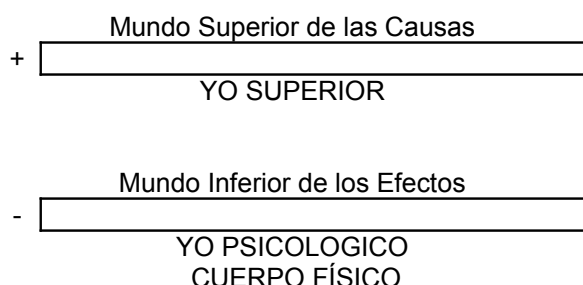 Mundo Superior de las Causas
+
YO SUPERIOR
Mundo Inferior de los Efectos
-
YO PSICOLOGICO
CUERPO FÍSICO